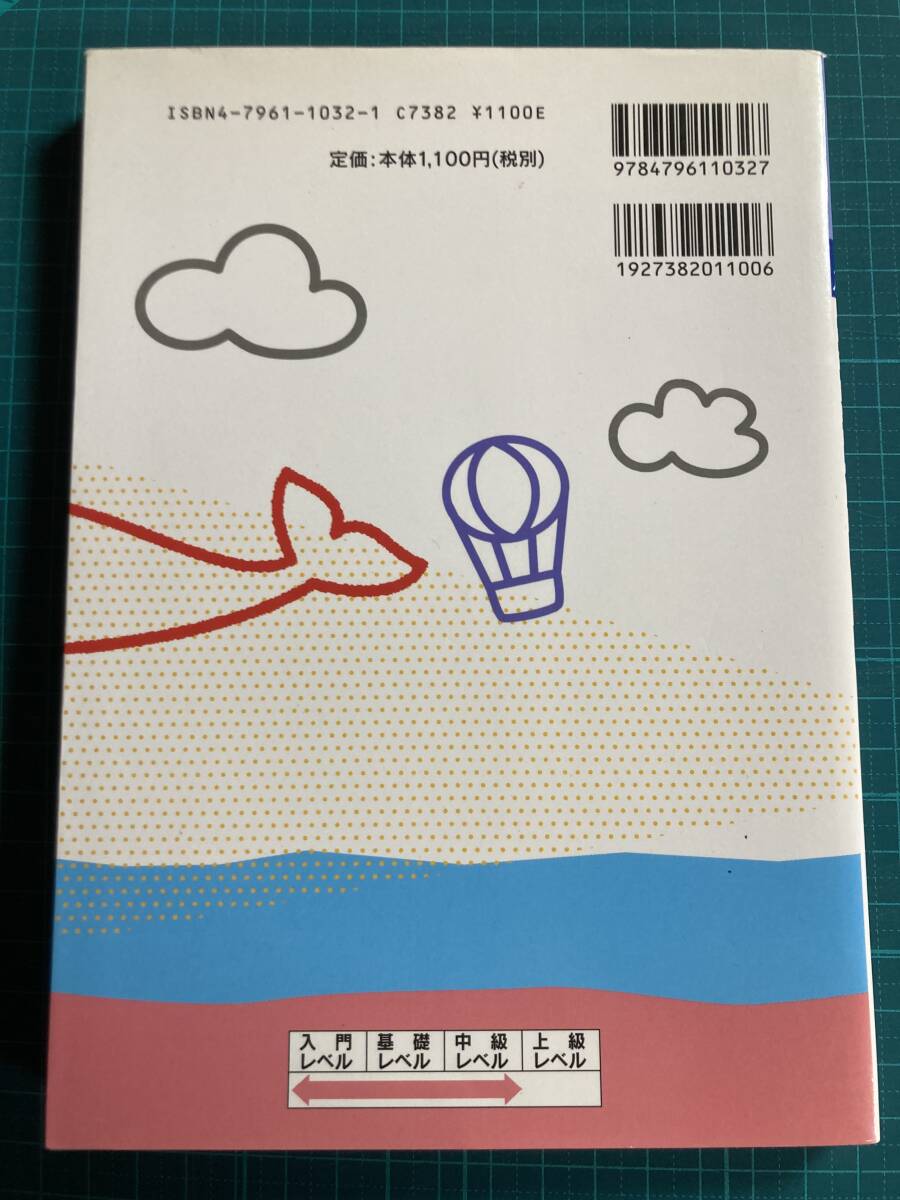 ISBN4-7961-1032-1 C7382 ¥1100E
定価:本体1,100円(税別)
9784796110327
1927382011006
入門レベル 基礎レベル 中級レベル 上級レベル